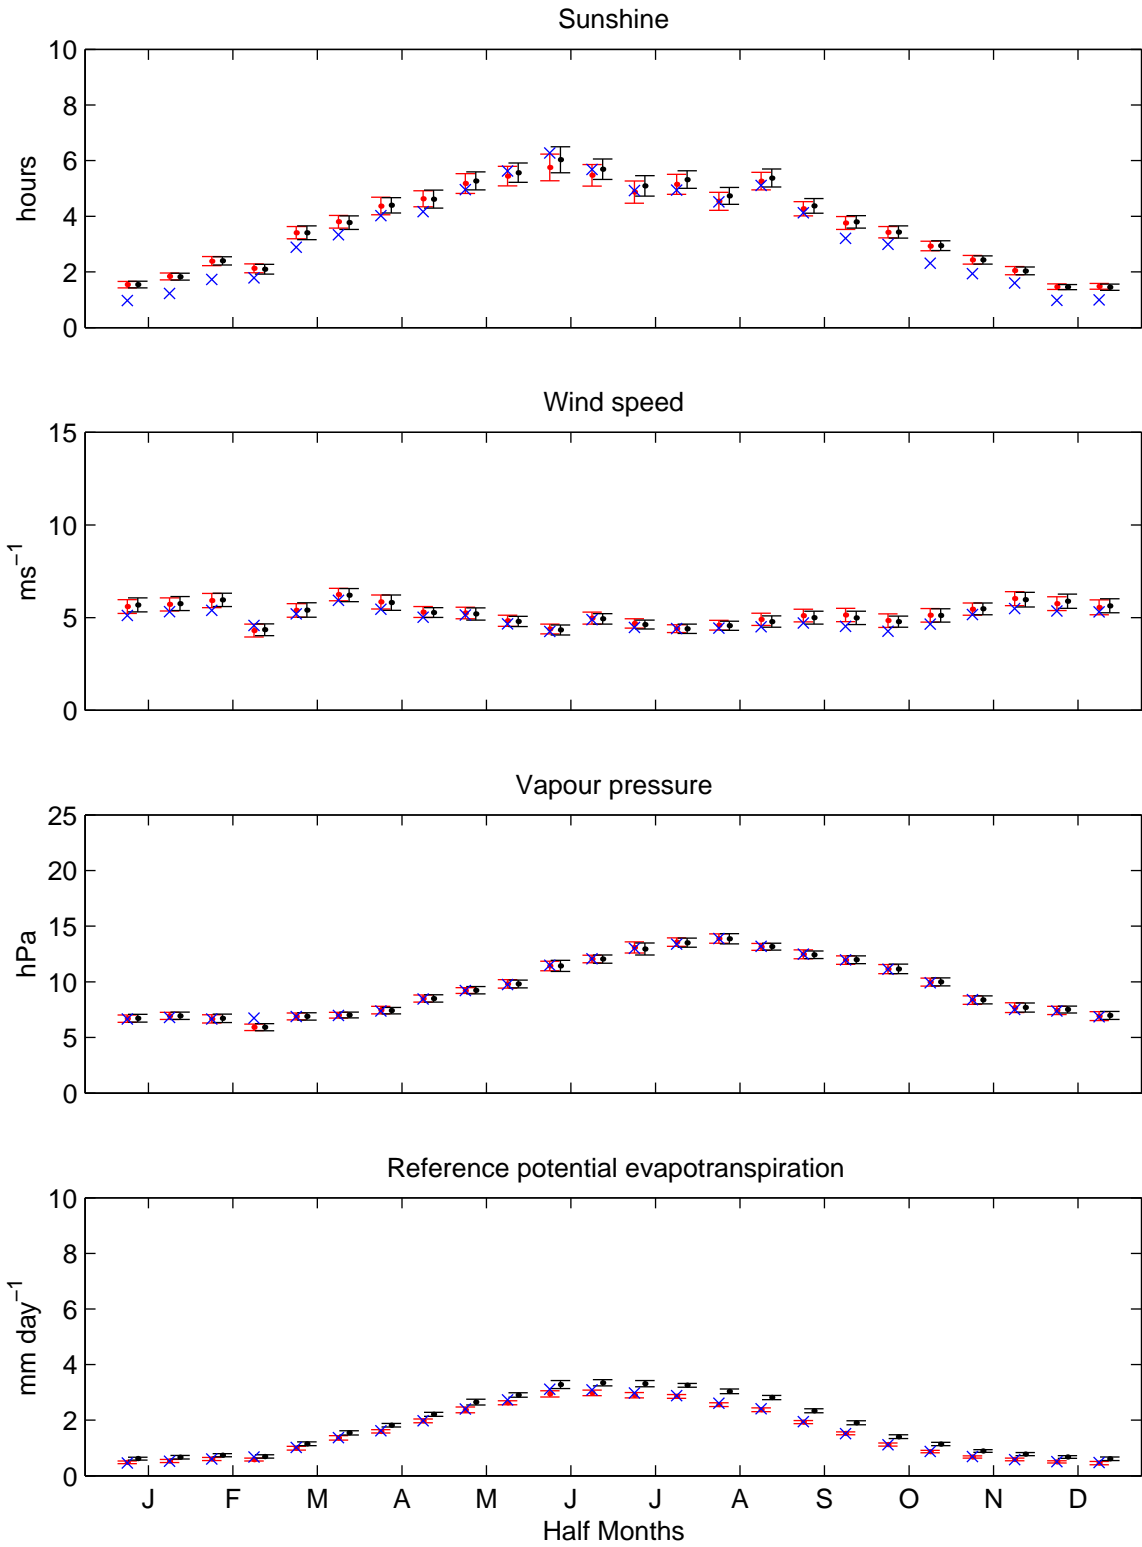 Sunshine
10
8
6
4
2
0
hours
Wind speed
15
10
5
0
ms⁻¹
Vapour pressure
25
20
15
10
5
0
hPa
Reference potential evapotranspiration
10
8
6
4
2
0
mm day⁻¹
J F M A M J J A S O N D
Half Months